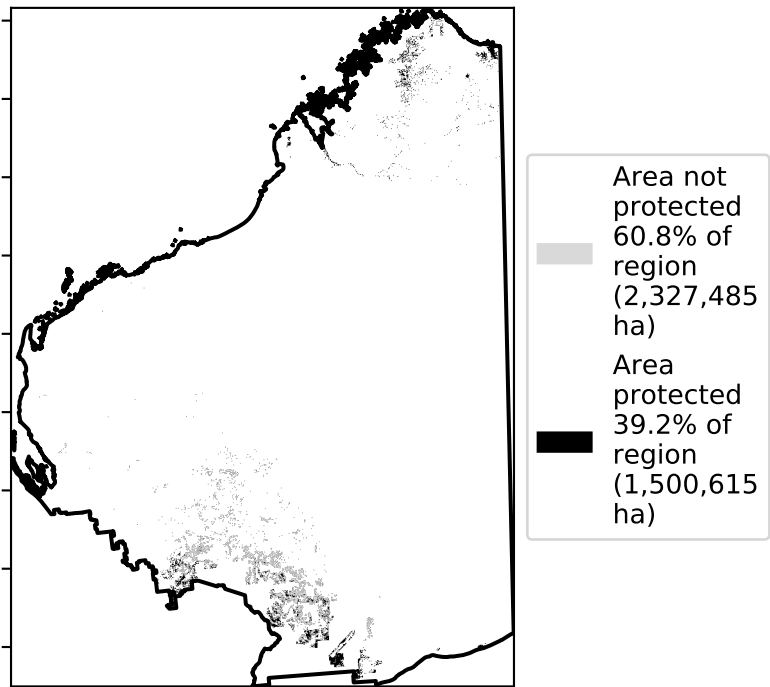 Area not
protected
60.8% of
region
(2,327,485
ha)
Area
protected
39.2% of
region
(1,500,615
ha)